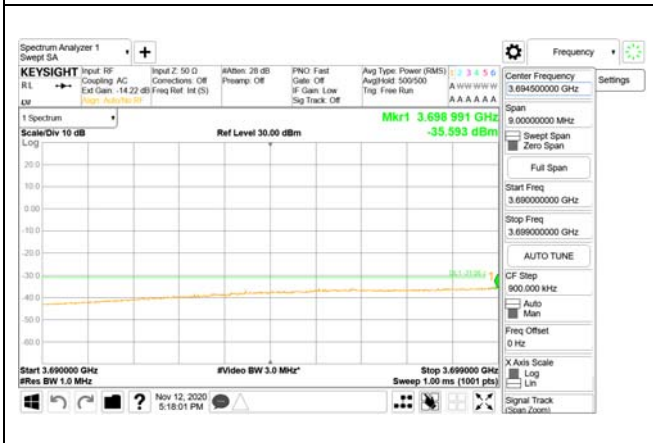 Spectrum Analyzer 1
Swept SA
+
Frequency
KEYSIGHT
RL
Input: RF
Coupling: AC
Ext Gain: -14.22 dB
Align: Auto/No RF
Input Z: 50 Ω
Corrections: Off
Freq Ref: Int (S)
#Atten: 28 dB
Preamp: Off
PNO: Fast
Gate: Off
IF Gain: Low
Sig Track: Off
Avg Type: Power (RMS)
Avg|Hold: 500/500
Trig: Free Run
1 2 3 4 5 6
A W W W W W
A A A A A A
1 Spectrum
Scale/Div 10 dB
Ref Level 30.00 dBm
Mkr1 3.698 991 GHz
-35.593 dBm
Log
20.0
10.0
0.00
-10.0
-20.0
-30.0
-40.0
-50.0
-60.0
1
Start 3.690000 GHz
#Res BW 1.0 MHz
#Video BW 3.0 MHz*
Stop 3.699000 GHz
Sweep 1.00 ms (1001 pts)
Nov 12, 2020
5:18:01 PM
?
Center Frequency
3.694500000 GHz
Settings
Span
9.00000000 MHz
Swept Span
Zero Span
Full Span
Start Freq
3.690000000 GHz
Stop Freq
3.699000000 GHz
AUTO TUNE
CF Step
900.000 kHz
Auto
Man
Freq Offset
0 Hz
X Axis Scale
Log
Lin
Signal Track
(Span Zoom)